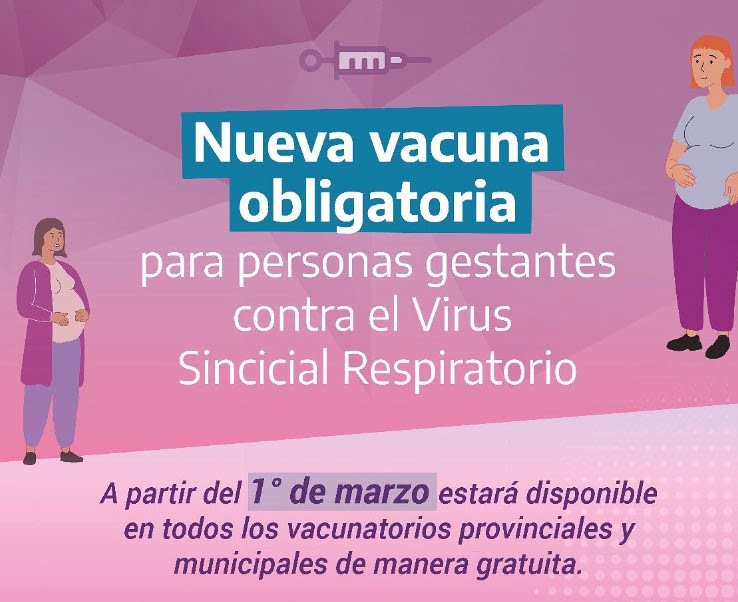 Nueva vacuna
obligatoria
para personas gestantes
contra el Virus
Sincicial Respiratorio
A partir del 1° de marzo estará disponible
en todos los vacunatorios provinciales y
municipales de manera gratuita.